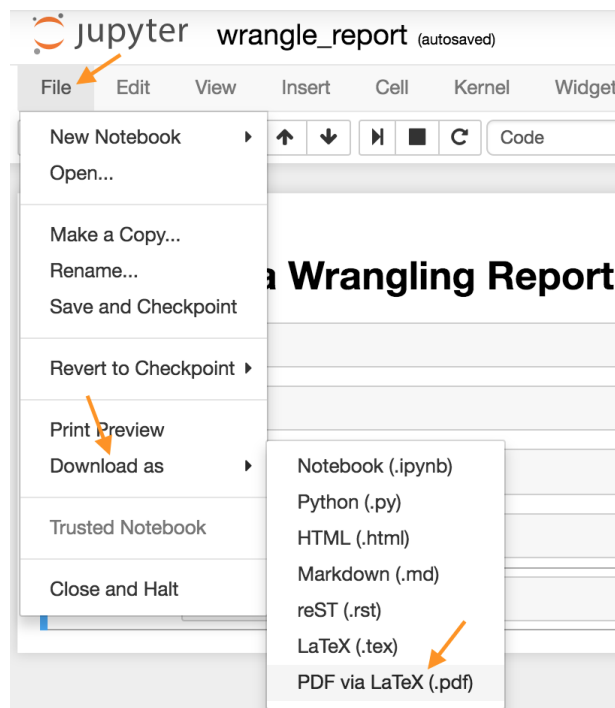 jupyter wrangle_report (autosaved)
File Edit View Insert Cell Kernel Widget
Code
New Notebook
Open...
Make a Copy...
Rename...
Save and Checkpoint
a Wrangling Report
Revert to Checkpoint
Print Preview
Download as
Trusted Notebook
Close and Halt
Notebook (.ipynb)
Python (.py)
HTML (.html)
Markdown (.md)
reST (.rst)
LaTeX (.tex)
PDF via LaTeX (.pdf)